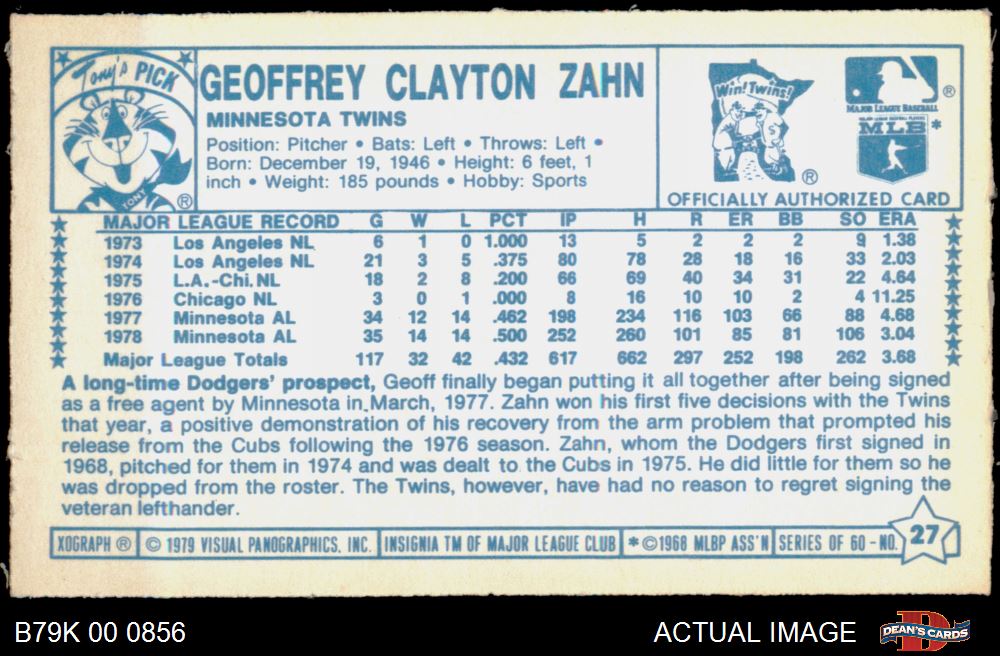 Tony's PICK
TONY
®
GEOFFREY CLAYTON ZAHN
MINNESOTA TWINS
Position: Pitcher • Bats: Left • Throws: Left •
Born: December 19, 1946 • Height: 6 feet, 1
inch • Weight: 185 pounds • Hobby: Sports
Win! Twins!
®
MAJOR LEAGUE BASEBALL ®
MAJOR LEAGUE BASEBALL PLAYERS
MLB *
OFFICIALLY AUTHORIZED CARD
MAJOR LEAGUE RECORD G W L PCT IP H R ER BB SO ERA
1973 Los Angeles NL 6 1 0 1.000 13 5 2 2 2 9 1.38
1974 Los Angeles NL 21 3 5 .375 80 78 28 18 16 33 2.03
1975 L.A.-Chi. NL 18 2 8 .200 66 69 40 34 31 22 4.64
1976 Chicago NL 3 0 1 .000 8 16 10 10 2 4 11.25
1977 Minnesota AL 34 12 14 .462 198 234 116 103 66 88 4.68
1978 Minnesota AL 35 14 14 .500 252 260 101 85 81 106 3.04
Major League Totals 117 32 42 .432 617 662 297 252 198 262 3.68
A long-time Dodgers' prospect, Geoff finally began putting it all together after being signed
as a free agent by Minnesota in March, 1977. Zahn won his first five decisions with the Twins
that year, a positive demonstration of his recovery from the arm problem that prompted his
release from the Cubs following the 1976 season. Zahn, whom the Dodgers first signed in
1968, pitched for them in 1974 and was dealt to the Cubs in 1975. He did little for them so he
was dropped from the roster. The Twins, however, have had no reason to regret signing the
veteran lefthander.
XOGRAPH ® © 1979 VISUAL PANOGRAPHICS, INC. INSIGNIA TM OF MAJOR LEAGUE CLUB * ©1968 MLBP ASS'N SERIES OF 60 - NO. 27
B79K 00 0856
ACTUAL IMAGE
D DEAN'S CARDS